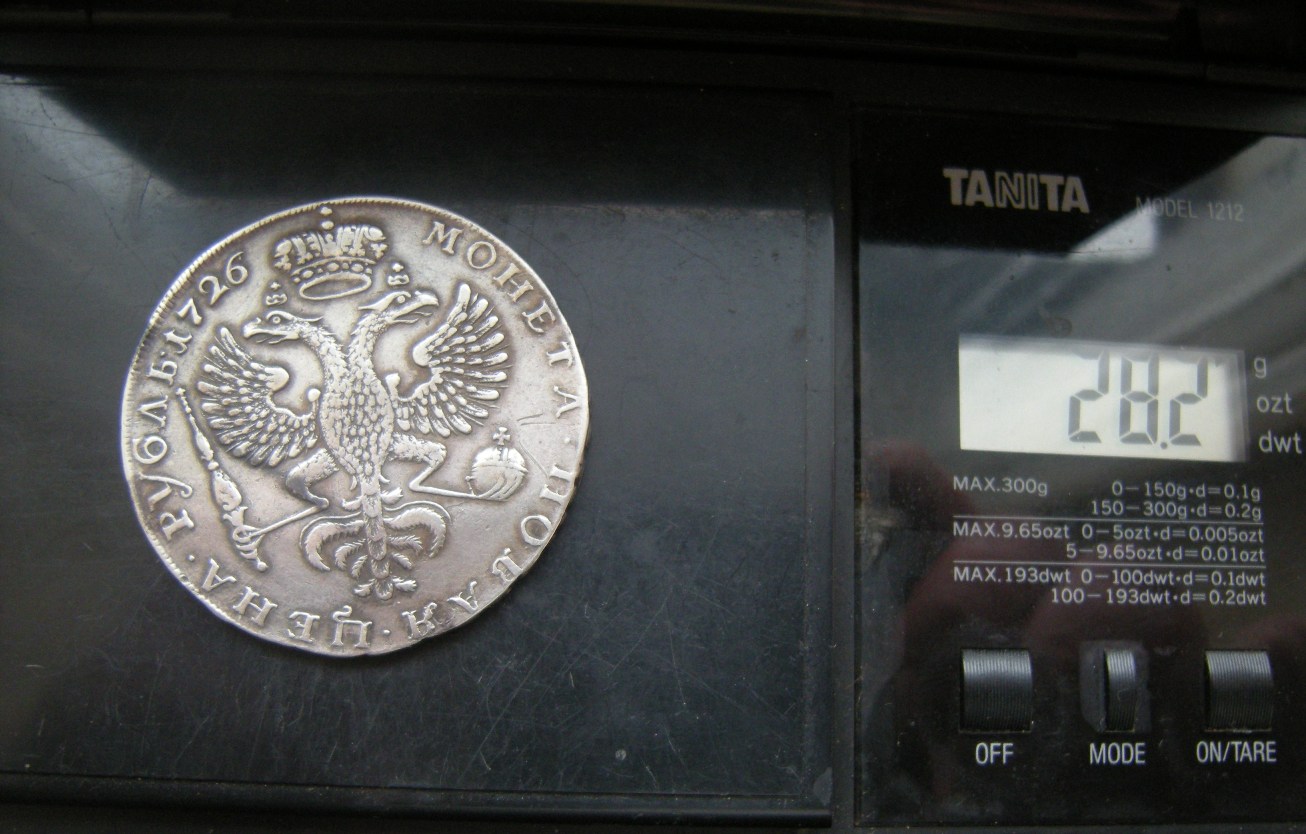 МОНЕТА · НОВАЯ · ЦЕНА · РУБЛЬ 1726
TANITA
MODEL 1212
28.2
g
ozt
dwt
MAX.300g 0-150g·d=0.1g
150-300g·d=0.2g
MAX.9.65ozt 0-5ozt·d=0.005ozt
5-9.65ozt·d=0.01ozt
MAX.193dwt 0-100dwt·d=0.1dwt
100-193dwt·d=0.2dwt
OFF
MODE
ON/TARE